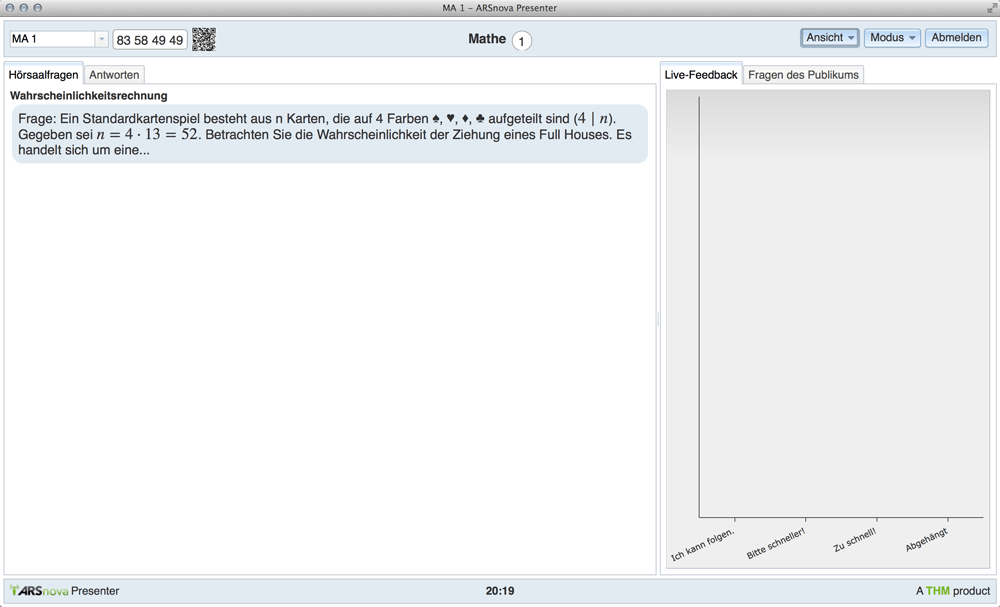 MA 1 – ARSnova Presenter
MA 1
83 58 49 49
Mathe 1
Ansicht
Modus
Abmelden
Hörsaalfragen
Antworten
Wahrscheinlichkeitsrechnung
Frage: Ein Standardkartenspiel besteht aus n Karten, die auf 4 Farben ♠, ♥, ♦, ♣ aufgeteilt sind (4 | n).
Gegeben sei n = 4 · 13 = 52. Betrachten Sie die Wahrscheinlichkeit der Ziehung eines Full Houses. Es
handelt sich um eine...
Live-Feedback
Fragen des Publikums
Ich kann folgen.
Bitte schneller!
Zu schnell!
Abgehängt
ARSnova Presenter
20:19
A THM product